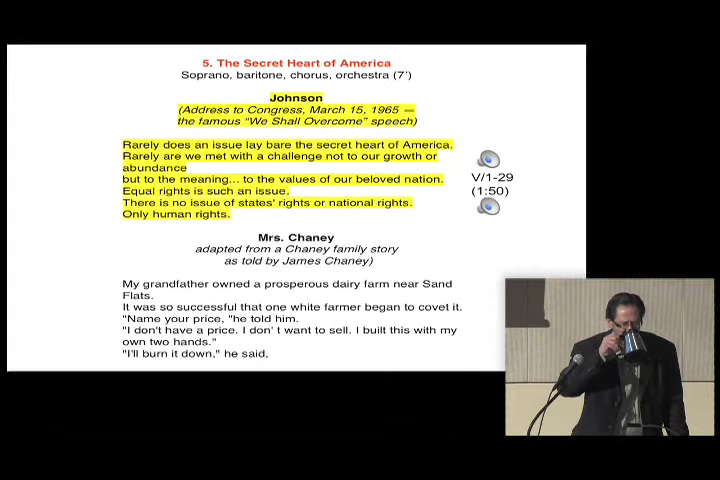 5. The Secret Heart of America
Soprano, baritone, chorus, orchestra (7')
Johnson
(Address to Congress, March 15, 1965 —
the famous "We Shall Overcome" speech)
Rarely does an issue lay bare the secret heart of America.
Rarely are we met with a challenge not to our growth or
abundance
but to the meaning... to the values of our beloved nation.
Equal rights is such an issue.
There is no issue of states' rights or national rights.
Only human rights.
V/1-29
(1:50)
Mrs. Chaney
adapted from a Chaney family story
as told by James Chaney)
My grandfather owned a prosperous dairy farm near Sand
Flats.
It was so successful that one white farmer began to covet it.
"Name your price, "he told him.
"I don't have a price. I don' t want to sell. I built this with my
own two hands."
"I'll burn it down," he said,